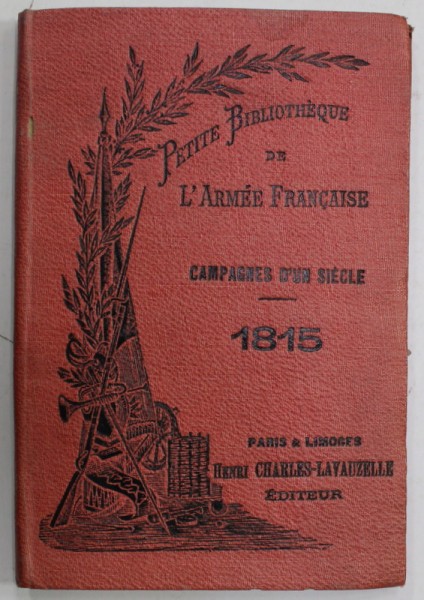 PETITE BIBLIOTHÈQUE
DE
L'ARMÉE FRANÇAISE
CAMPAGNES D'UN SIÈCLE
1815
PARIS & LIMOGES
HENRI CHARLES-LAVAUZELLE
ÉDITEUR